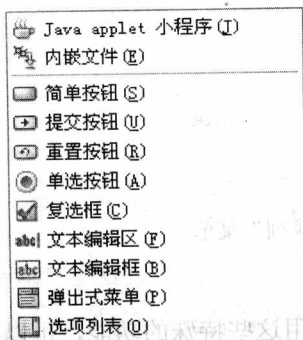 Java applet 小程序(J)
内嵌文件(E)
简单按钮(S)
提交按钮(U)
重置按钮(R)
单选按钮(A)
复选框(C)
abc 文本编辑区(F)
abc 文本编辑框(B)
弹出式菜单(P)
选项列表(O)